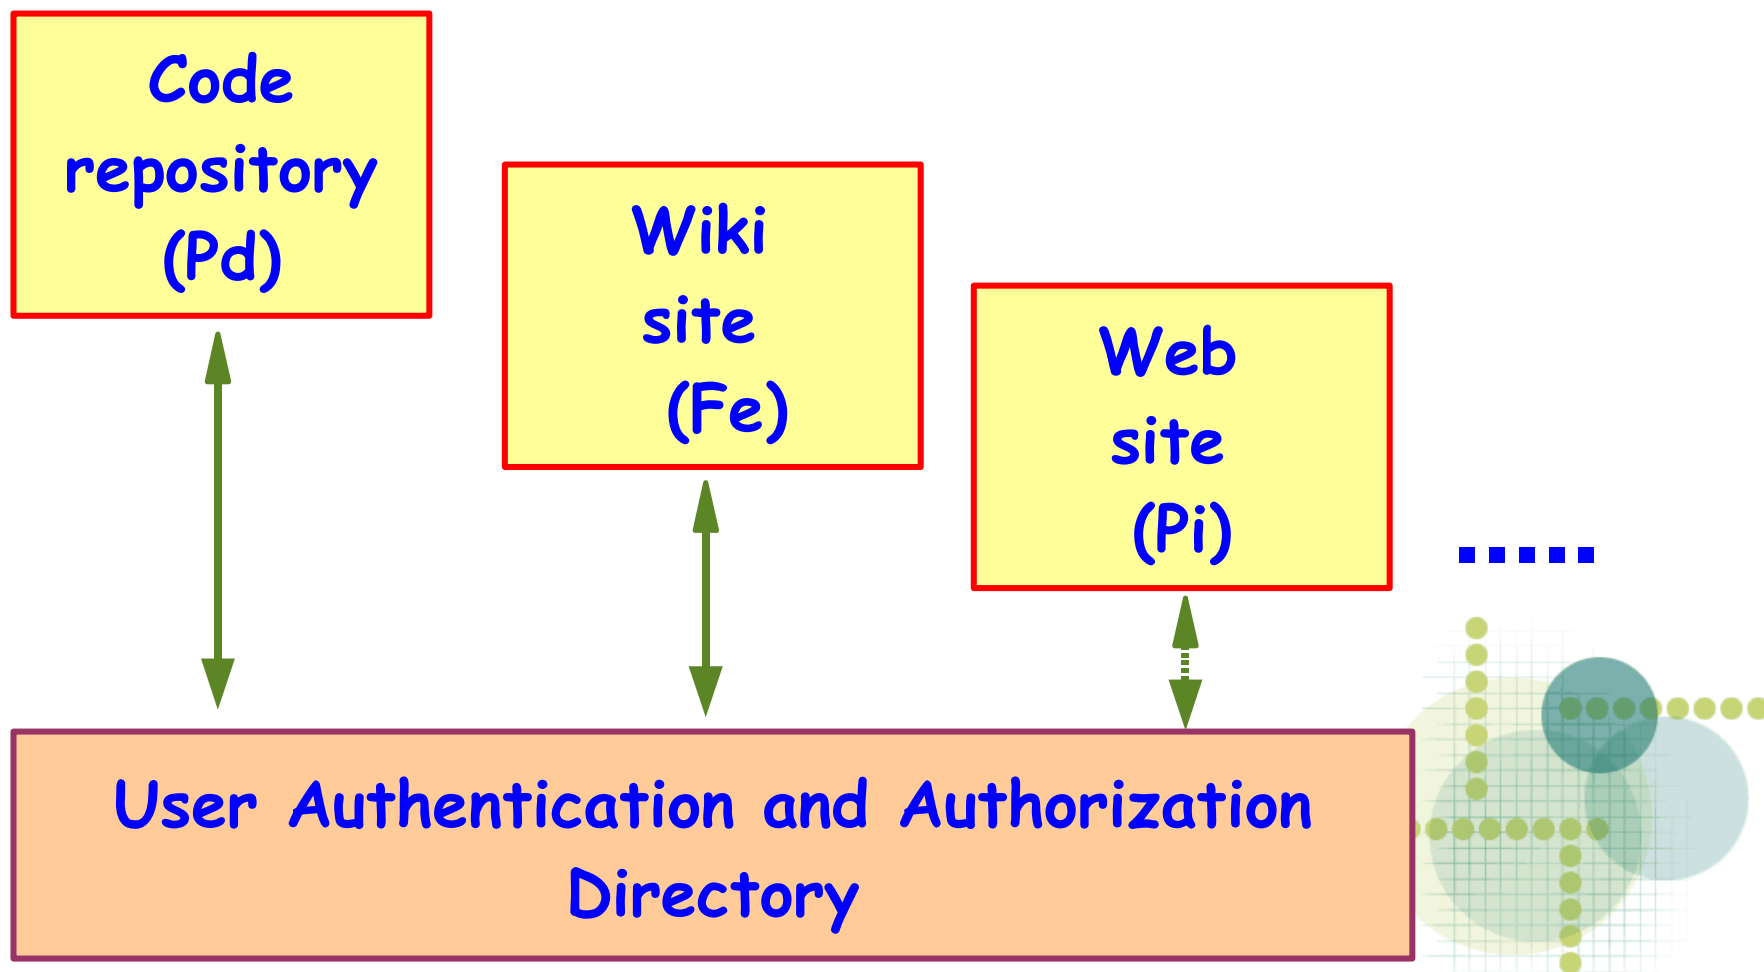 Code
repository
(Pd)
Wiki
site
(Fe)
Web
site
(Pi)
.....
User Authentication and Authorization
Directory